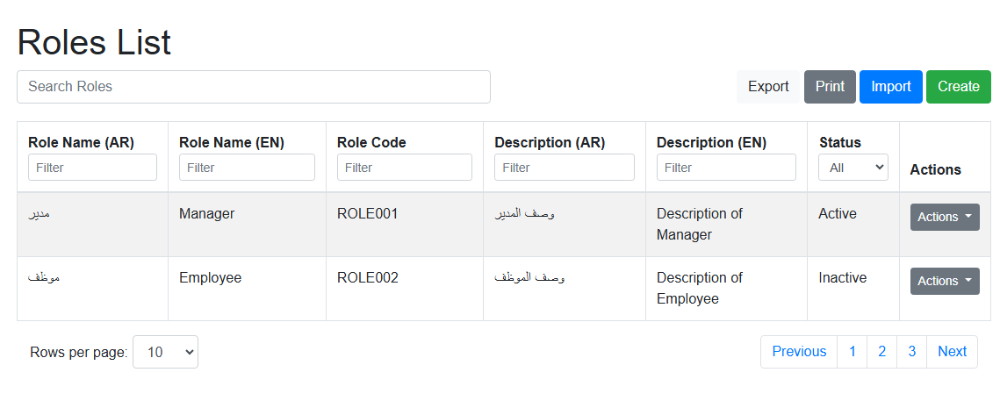 Roles List
Search Roles
Export Print Import Create
Role Name (AR) Role Name (EN) Role Code Description (AR) Description (EN) Status Actions
Filter Filter Filter Filter Filter All
مدير Manager ROLE001 وصف المدير Description of Manager Active Actions
موظف Employee ROLE002 وصف الموظف Description of Employee Inactive Actions
Rows per page: 10 Previous 1 2 3 Next